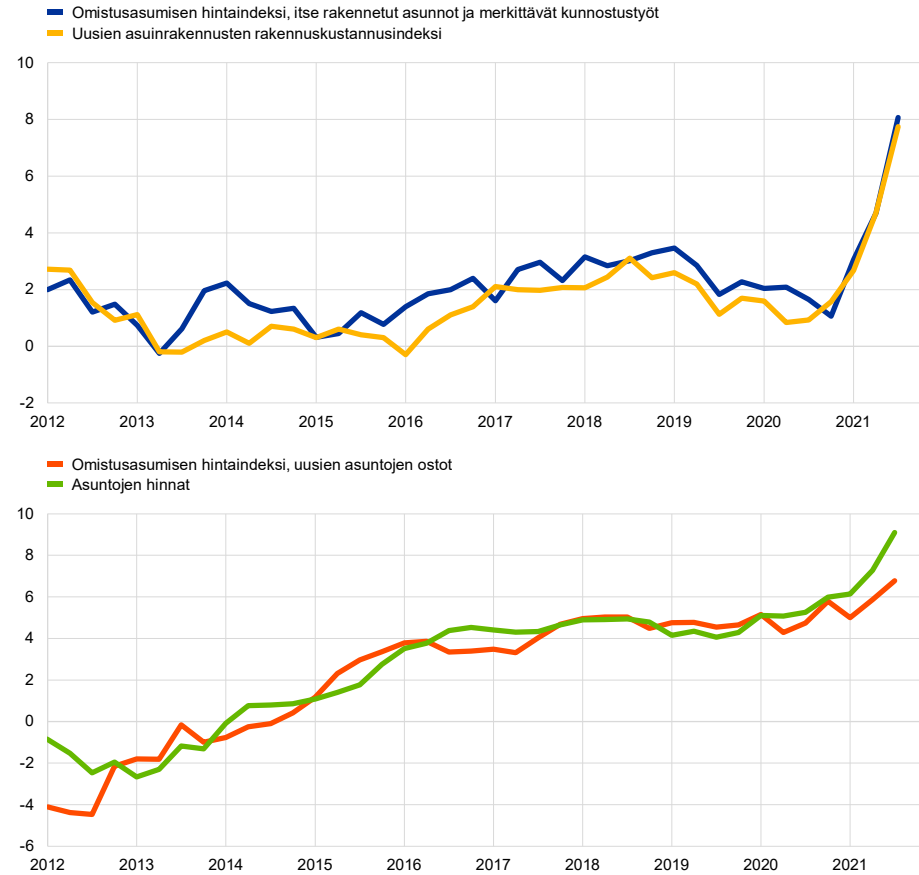 Omistusasumisen hintaindeksi, itse rakennetut asunnot ja merkittävät kunnostustyöt
Uusien asuinrakennusten rakennuskustannusindeksi
10
8
6
4
2
0
-2
2012 2013 2014 2015 2016 2017 2018 2019 2020 2021
Omistusasumisen hintaindeksi, uusien asuntojen ostot
Asuntojen hinnat
10
8
6
4
2
0
-2
-4
-6
2012 2013 2014 2015 2016 2017 2018 2019 2020 2021